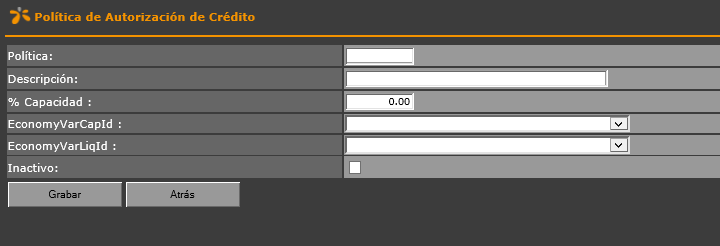 Política de Autorización de Crédito
Política:
Descripción:
% Capacidad : 0.00
EconomyVarCapId :
EconomyVarLiqId :
Inactivo:
Grabar Atrás